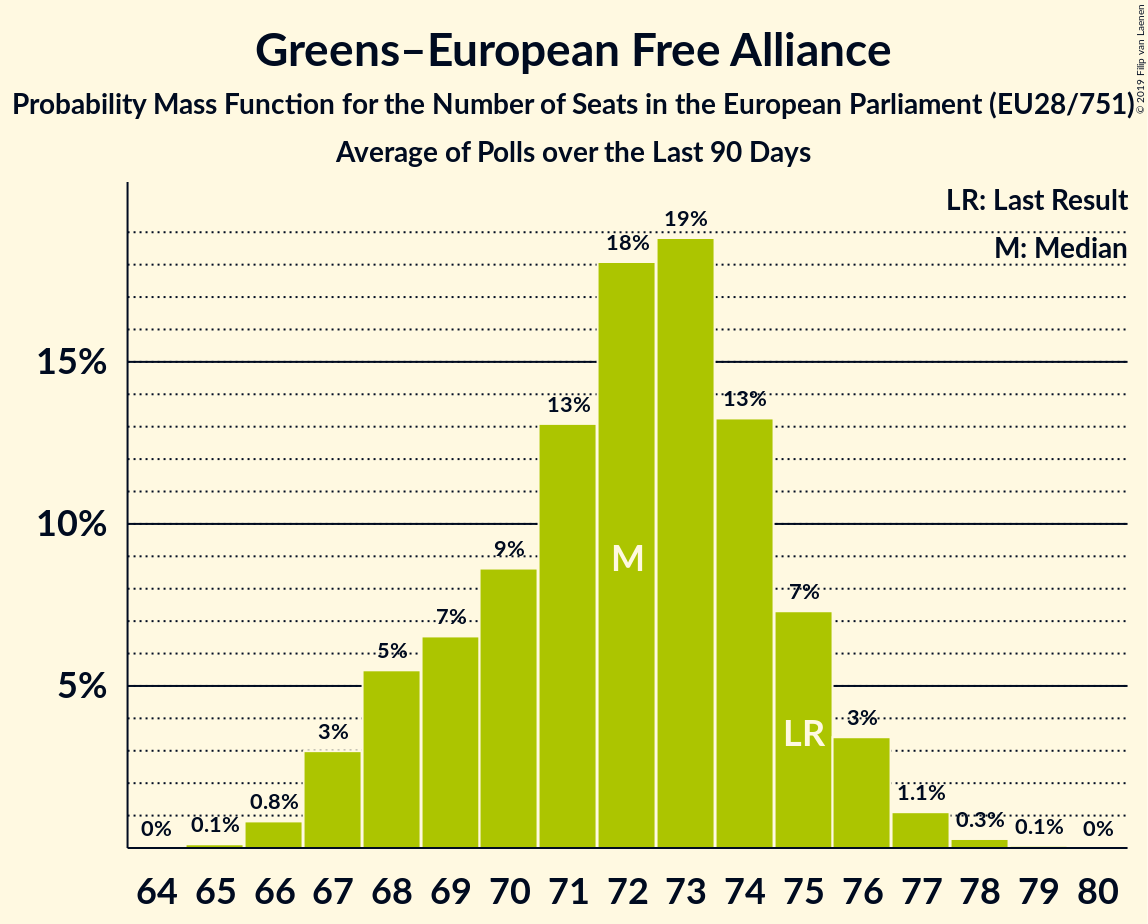 Greens–European Free Alliance
Probability Mass Function for the Number of Seats in the European Parliament (EU28/751)
Average of Polls over the Last 90 Days
© 2019 Filip van Laenen
LR: Last Result
M: Median
15%
10%
5%
0%
0.1%
0.8%
3%
5%
7%
9%
13%
18%
19%
13%
7%
3%
1.1%
0.3%
0.1%
0%
M
LR
64 65 66 67 68 69 70 71 72 73 74 75 76 77 78 79 80